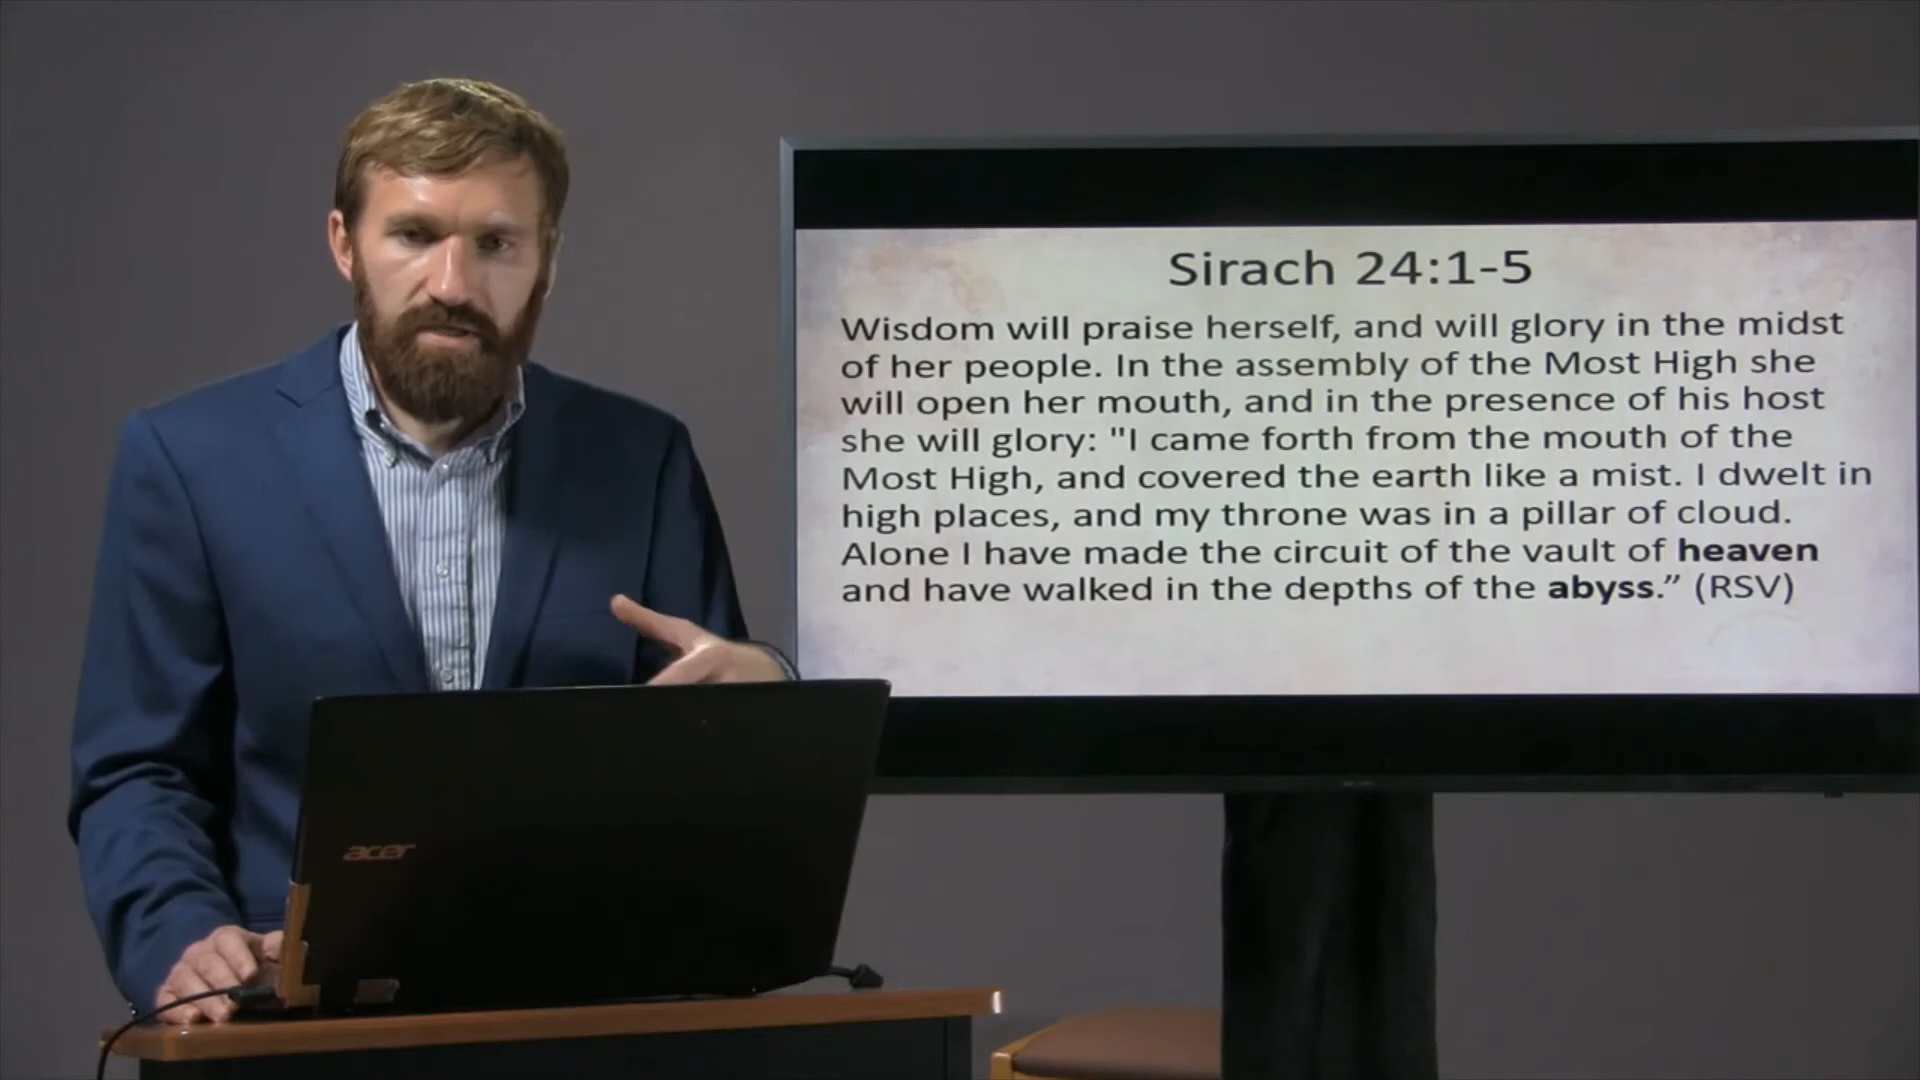 Sirach 24:1-5
Wisdom will praise herself, and will glory in the midst
of her people. In the assembly of the Most High she
will open her mouth, and in the presence of his host
she will glory: "I came forth from the mouth of the
Most High, and covered the earth like a mist. I dwelt in
high places, and my throne was in a pillar of cloud.
Alone I have made the circuit of the vault of heaven
and have walked in the depths of the abyss.” (RSV)
acer